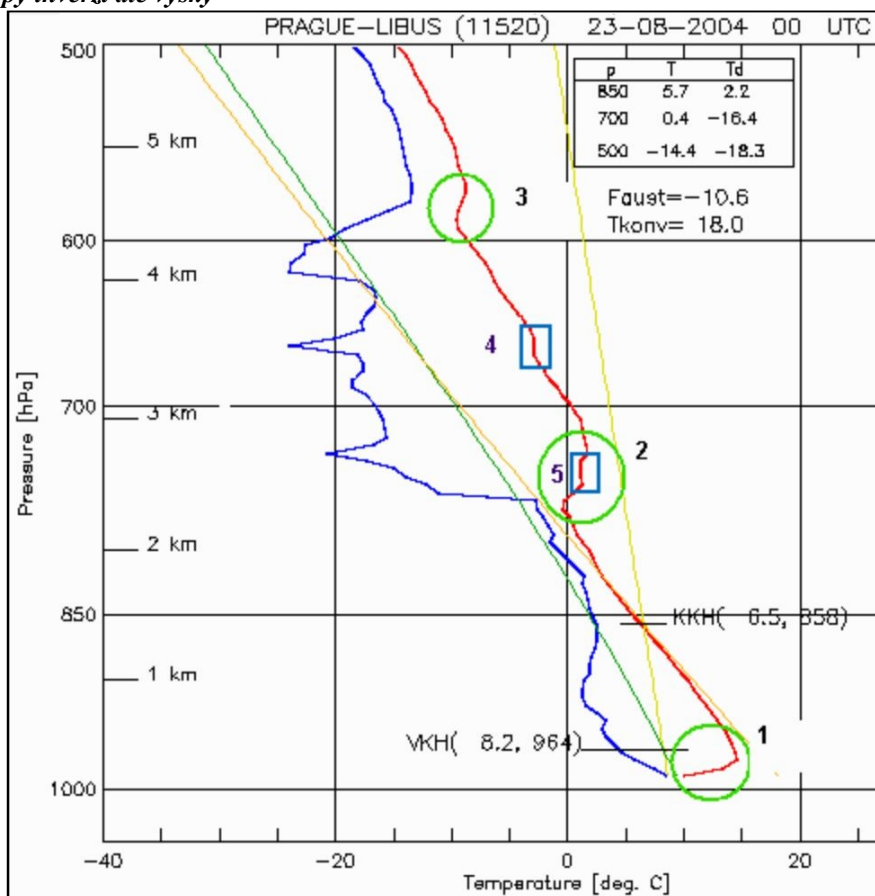 py inverzí dle výšky
PRAGUE-LIBUS (11520) 23-08-2004 00 UTC
500
p T Td
850 5.7 2.2
700 0.4 -16.4
500 -14.4 -18.3
5 km
3
Faust=-10.6
Tkonv= 18.0
600
4 km
4
700
3 km
2
5
Pressure [hPa]
2 km
850
KKH( 6.5, 858)
1 km
1
VKH( 8.2, 964)
1000
-40 -20 0 20
Temperature [deg. C]